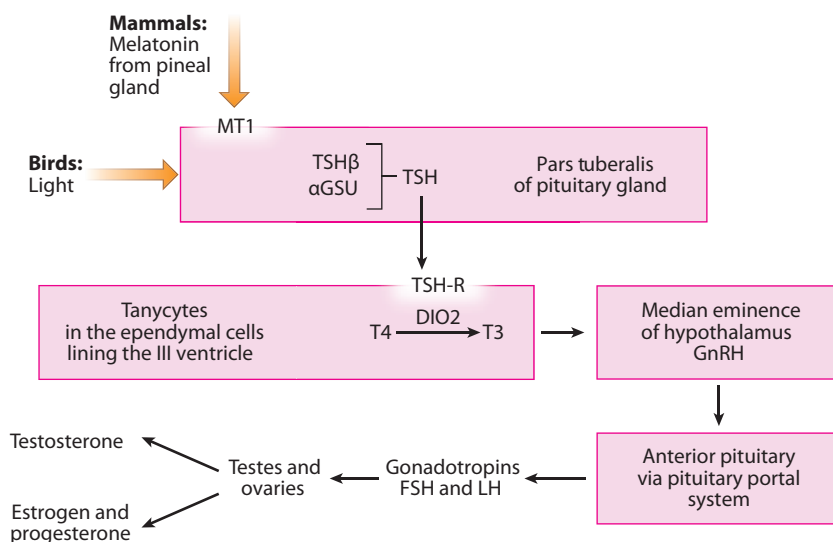 Mammals:
Melatonin
from pineal
gland
MT1
Birds:
Light
TSHβ
αGSU
TSH
Pars tuberalis
of pituitary gland
TSH-R
Tanycytes
in the ependymal cells
lining the III ventricle
DIO2
T4
T3
Median eminence
of hypothalamus
GnRH
Anterior pituitary
via pituitary portal
system
Gonadotropins
FSH and LH
Testes and
ovaries
Testosterone
Estrogen and
progesterone